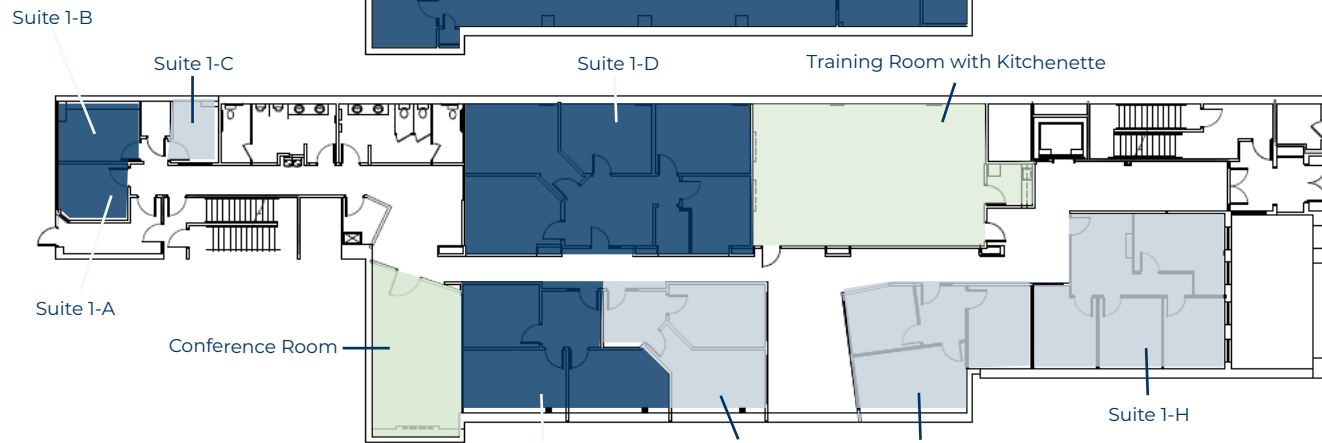 Suite 1-B
Suite 1-C
Suite 1-D
Training Room with Kitchenette
Suite 1-A
Conference Room
Suite 1-H